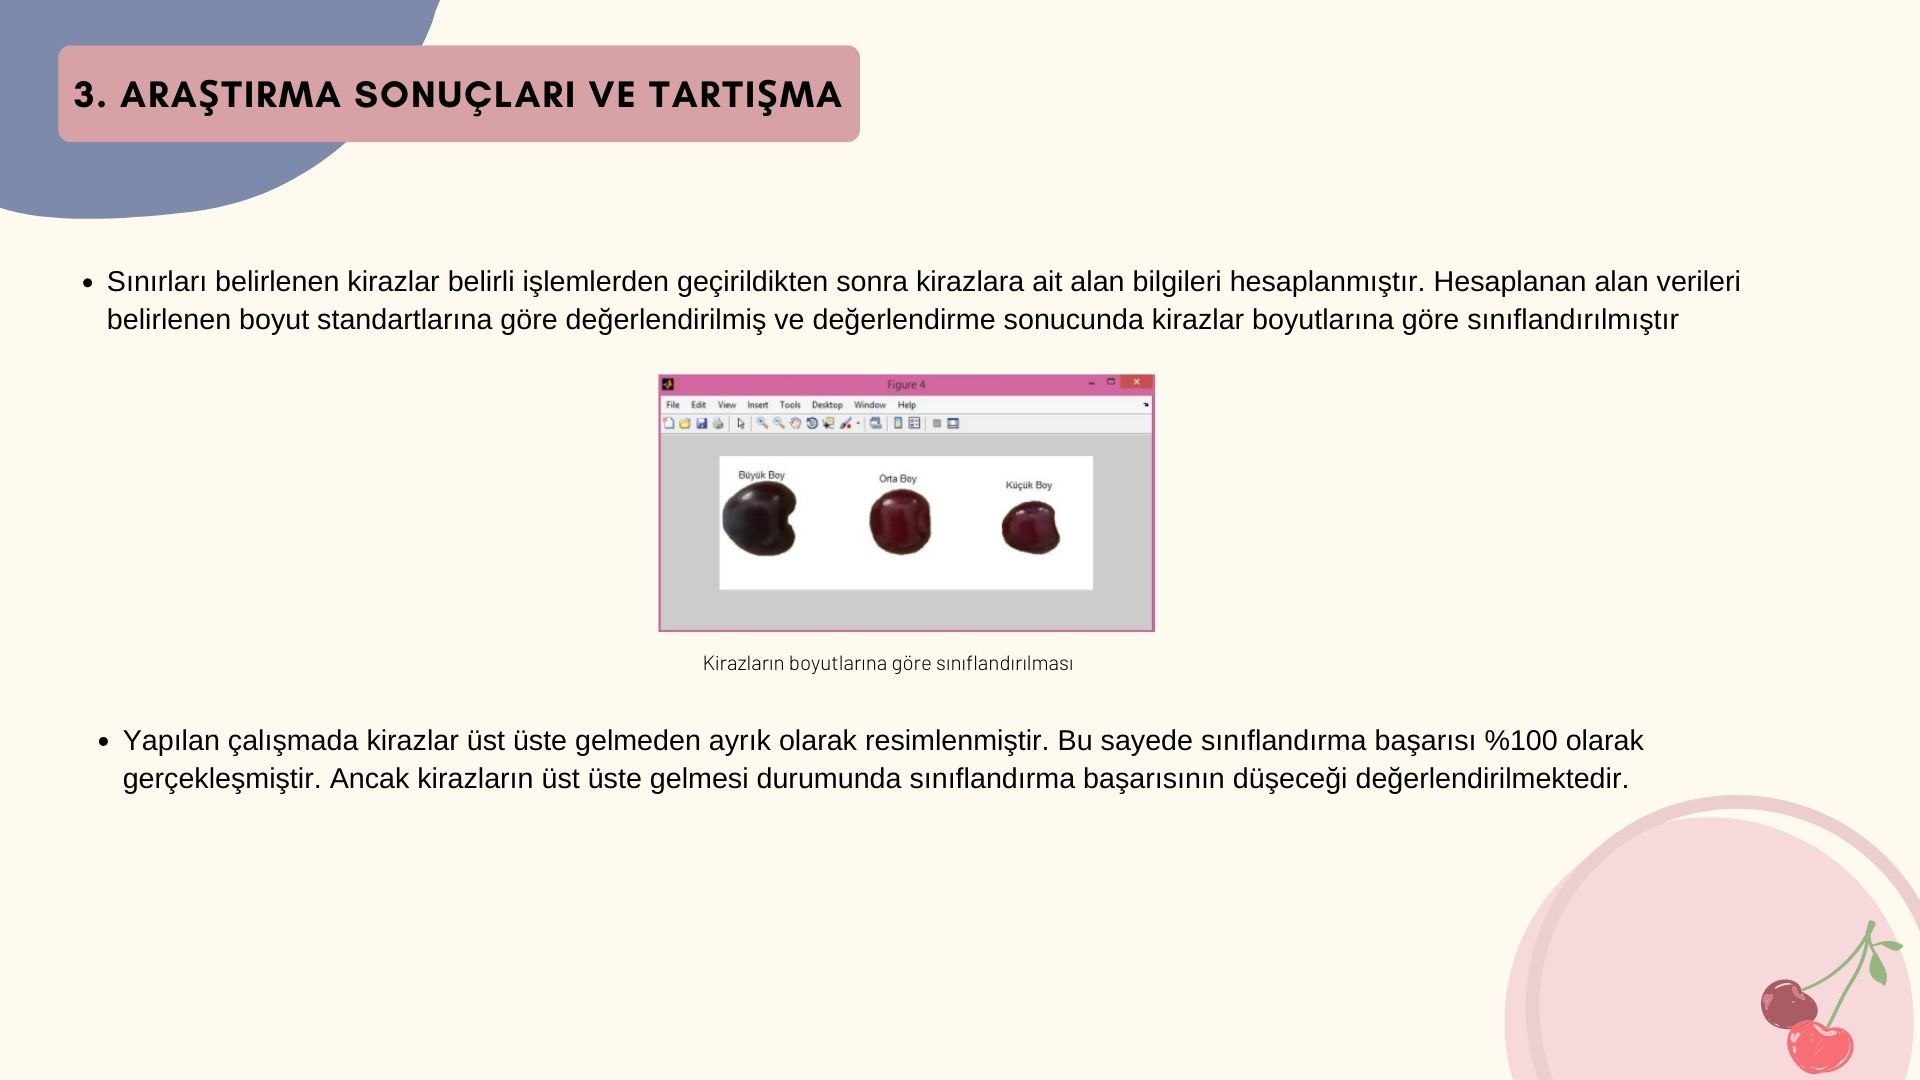 3. ARAŞTIRMA SONUÇLARI VE TARTIŞMA
• Sınırları belirlenen kirazlar belirli işlemlerden geçirildikten sonra kirazlara ait alan bilgileri hesaplanmıştır. Hesaplanan alan verileri
belirlenen boyut standartlarına göre değerlendirilmiş ve değerlendirme sonucunda kirazlar boyutlarına göre sınıflandırılmıştır
Figure 4
File Edit View Insert Tools Desktop Window Help
Büyük Boy
Orta Boy
Küçük Boy
Kirazların boyutlarına göre sınıflandırılması
• Yapılan çalışmada kirazlar üst üste gelmeden ayrık olarak resimlenmiştir. Bu sayede sınıflandırma başarısı %100 olarak
gerçekleşmiştir. Ancak kirazların üst üste gelmesi durumunda sınıflandırma başarısının düşeceği değerlendirilmektedir.